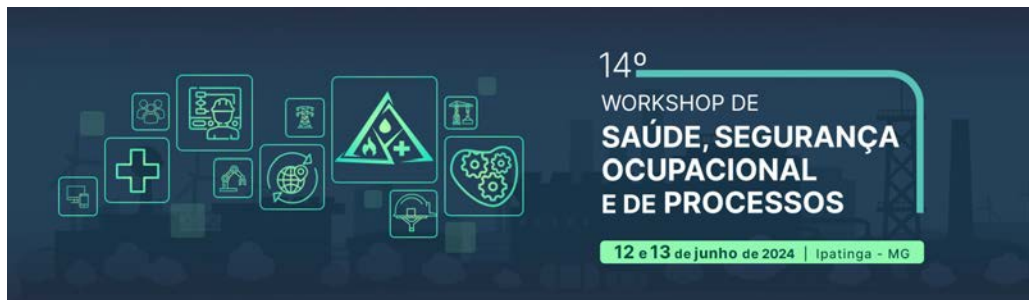 14º
WORKSHOP DE
SAÚDE, SEGURANÇA
OCUPACIONAL
E DE PROCESSOS
12 e 13 de junho de 2024 | Ipatinga - MG